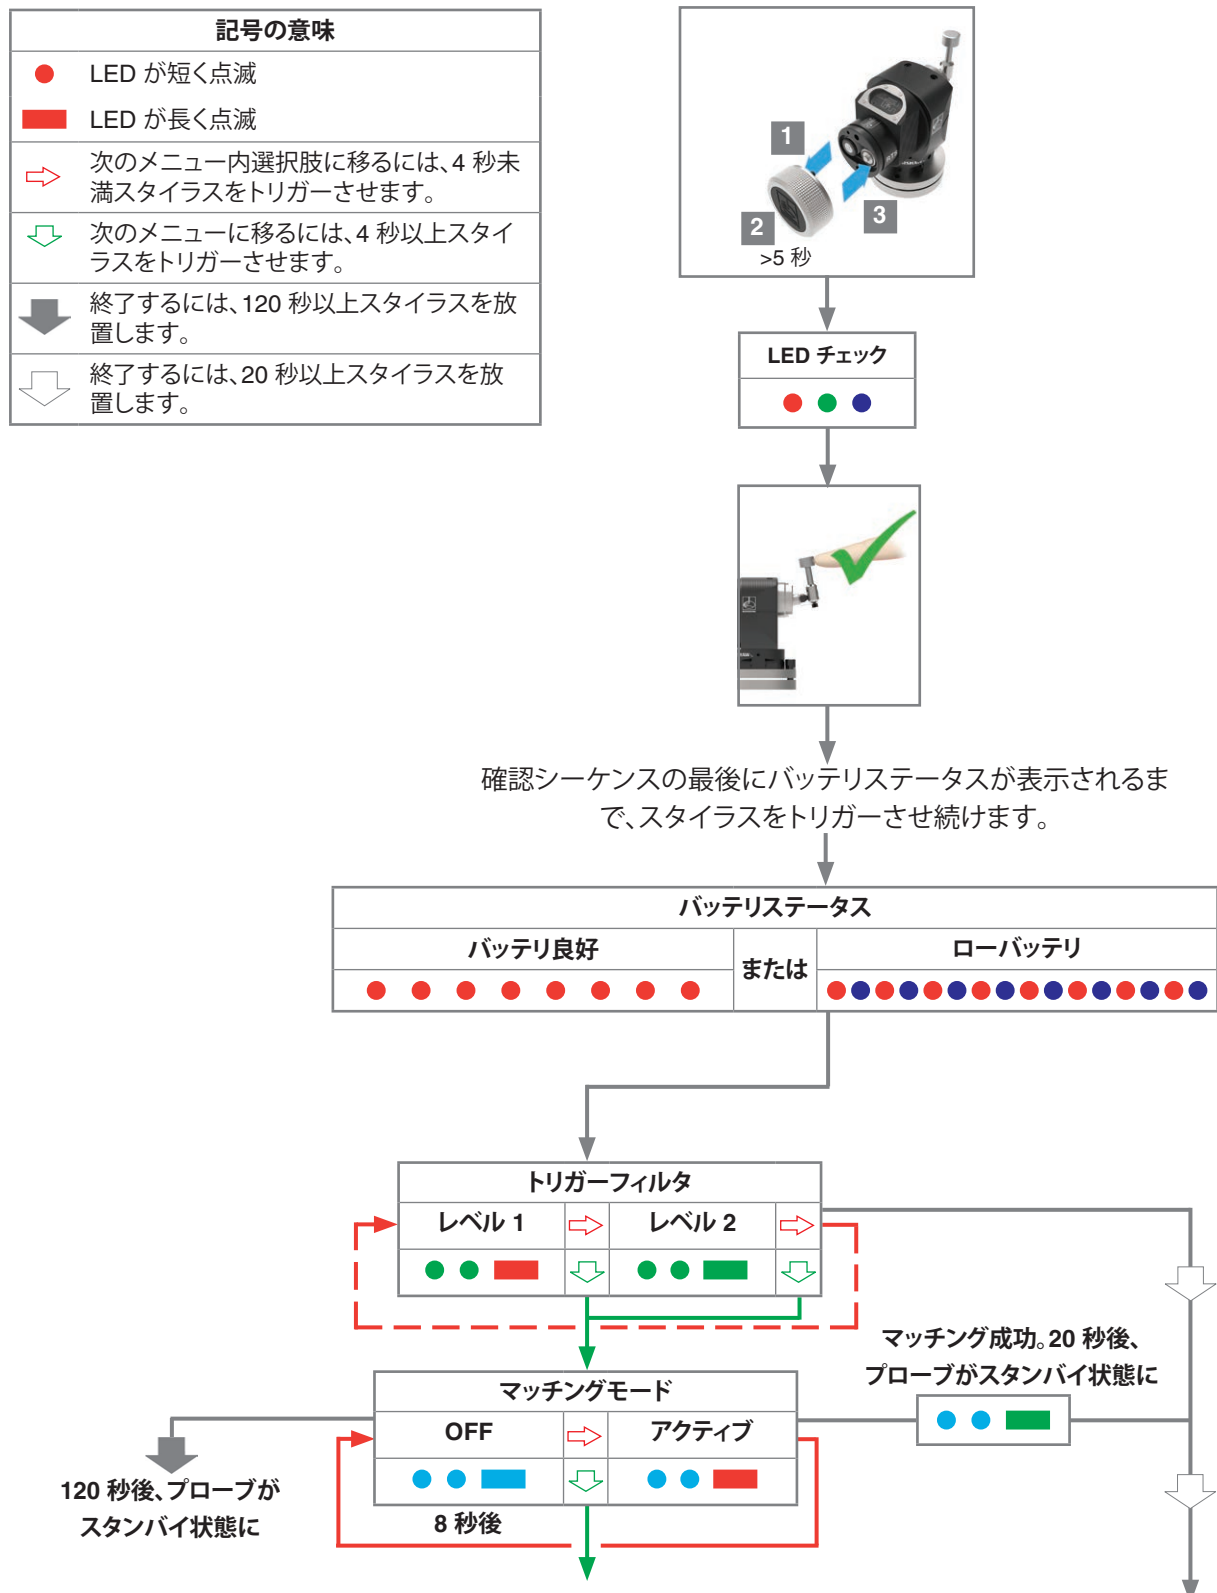 記号の意味
LED が短く点滅
LED が長く点滅
次のメニュー内選択肢に移るには、4 秒未
満スタイラスをトリガーさせます。
次のメニューに移るには、4 秒以上スタイ
ラスをトリガーさせます。
終了するには、120 秒以上スタイラスを放
置します。
終了するには、20 秒以上スタイラスを放
置します。
1
2
3
>5 秒
LED チェック
確認シーケンスの最後にバッテリステータスが表示されるま
で、スタイラスをトリガーさせ続けます。
バッテリステータス
バッテリ良好
または
ローバッテリ
トリガーフィルタ
レベル 1
レベル 2
マッチング成功。20 秒後、
プローブがスタンバイ状態に
マッチングモード
OFF
アクティブ
120 秒後、プローブが
スタンバイ状態に
8 秒後